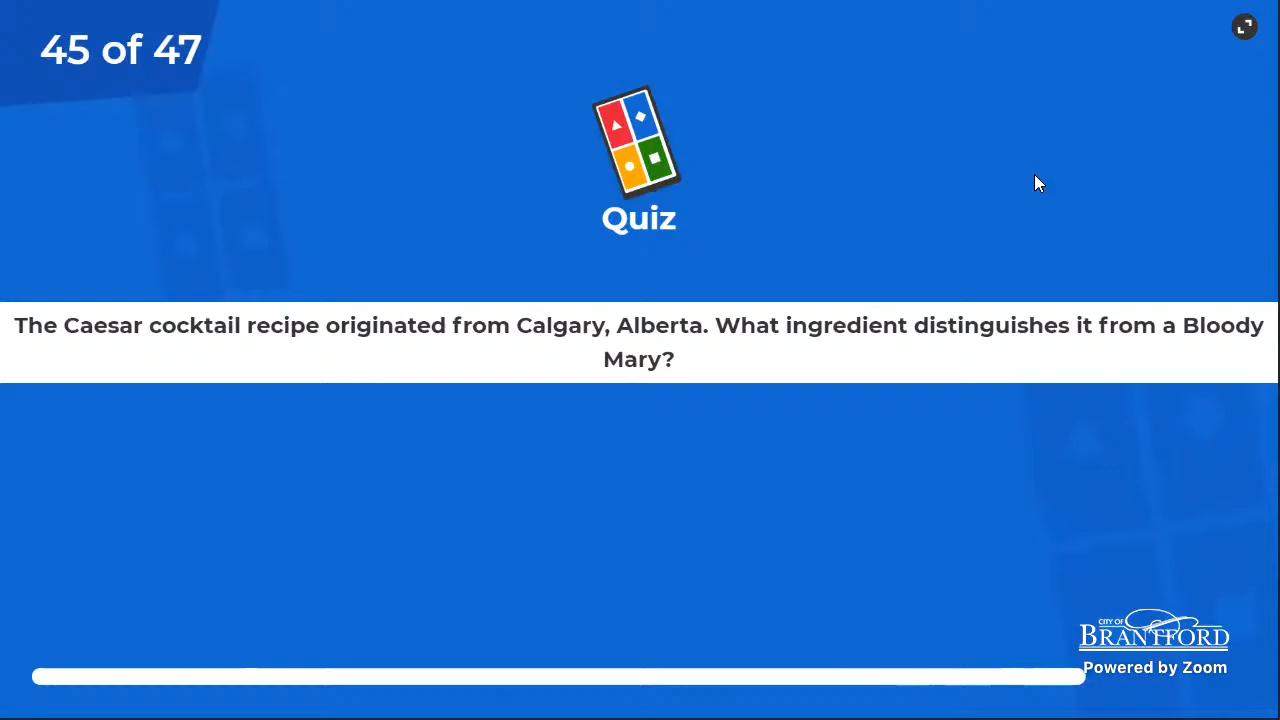 45 of 47
Quiz
The Caesar cocktail recipe originated from Calgary, Alberta. What ingredient distinguishes it from a Bloody
Mary?
CITY OF
BRANTFORD
Powered by Zoom